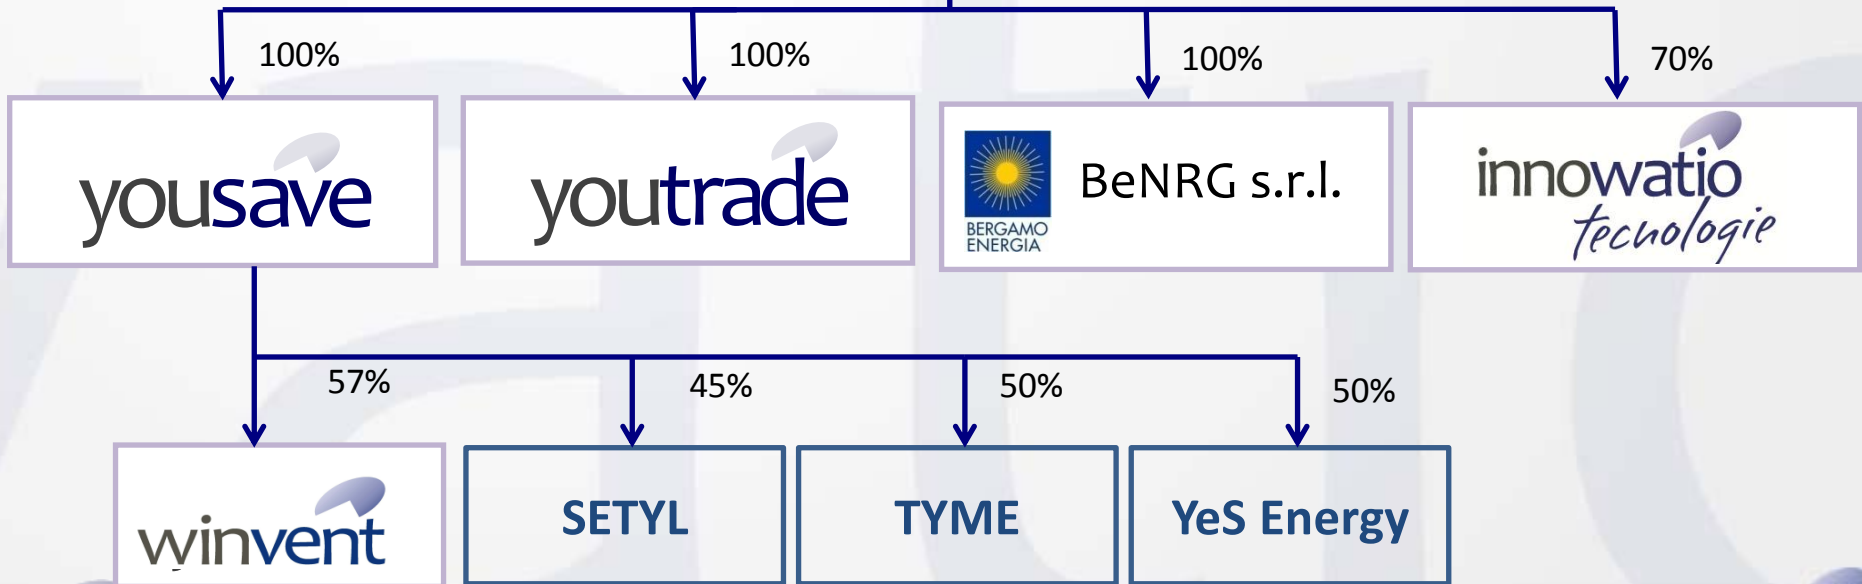 100%
100%
100%
70%
yousave
youtrade
BERGAMO
ENERGIA
BeNRG s.r.l.
innowatio
tecnologie
57%
45%
50%
50%
winvent
SETYL
TYME
YeS Energy